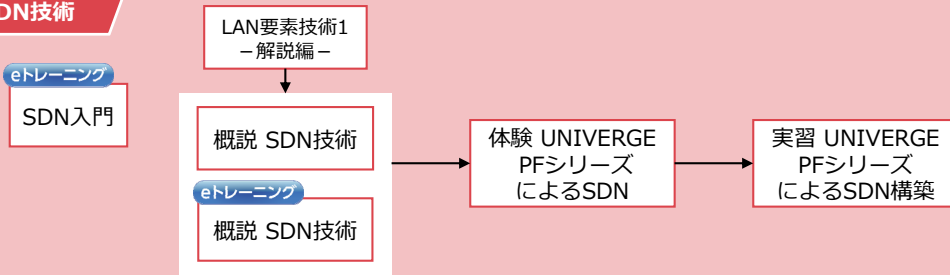 DN技術
LAN要素技術1
－解説編－
eトレーニング
SDN入門
概説 SDN技術
eトレーニング
概説 SDN技術
体験 UNIVERGE
PFシリーズ
によるSDN
実習 UNIVERGE
PFシリーズ
によるSDN構築